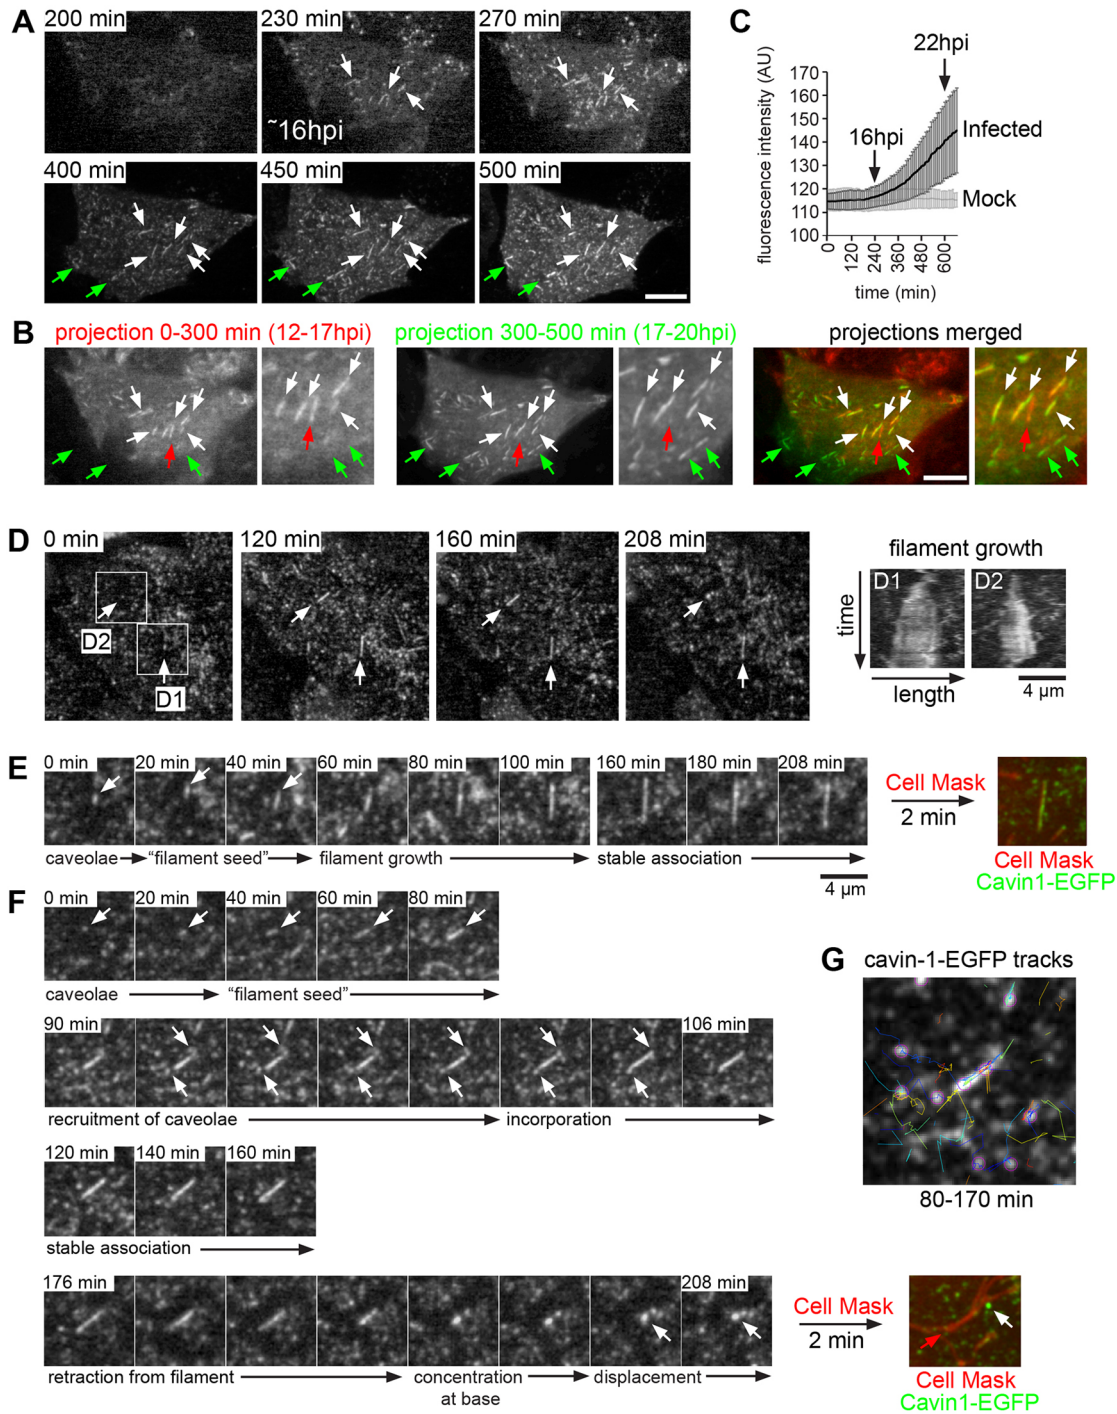 A
200 min
230 min
270 min
~16hpi
400 min
450 min
500 min
C
22hpi
16hpi
Infected
Mock
fluorescence intensity (AU)
170
160
150
140
130
120
110
100
0
120
240
360
480
600
time (min)
B
projection 0-300 min (12-17hpi)
projection 300-500 min (17-20hpi)
projections merged
D
0 min
120 min
160 min
208 min
D2
D1
filament growth
D1
D2
time
length
4 µm
E
0 min
20 min
40 min
60 min
80 min
100 min
160 min
180 min
208 min
caveolae
“filament seed”
filament growth
stable association
4 µm
Cell Mask
2 min
Cell Mask
Cavin1-EGFP
F
0 min
20 min
40 min
60 min
80 min
caveolae
“filament seed”
90 min
106 min
recruitment of caveolae
incorporation
120 min
140 min
160 min
stable association
176 min
208 min
retraction from filament
concentration
at base
displacement
Cell Mask
2 min
Cell Mask
Cavin1-EGFP
G
cavin-1-EGFP tracks
80-170 min